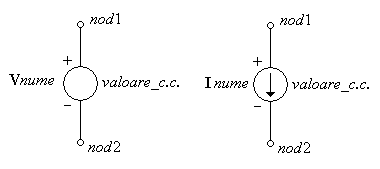 nod1
+
Vnume
valoare_c.c.
−
nod2
nod1
+
Inume
valoare_c.c.
−
nod2